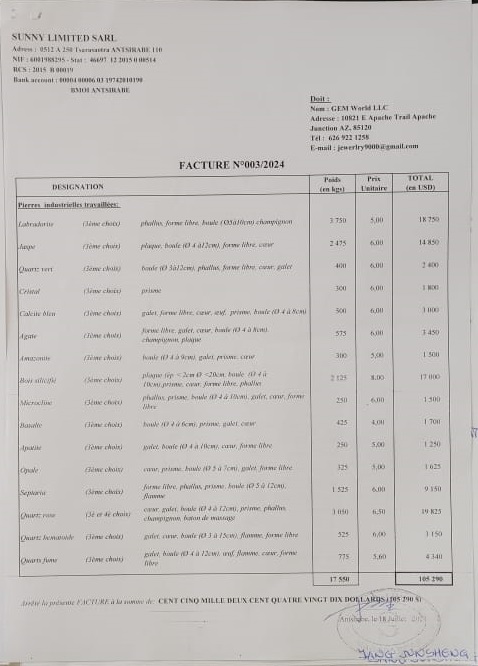 SUNNY LIMITED SARL
Adress : 0512 A 250 Tsarasaotra ANTSIRABE 110
NIF : 6001988295 - Stat : 46697 12 2015 0 00514
RCS : 2015 B 00019
Bank account : 00004 00006 03 19742010190
BMOI ANTSIRABE
Doit :
Nom : GEM World LLC
Adresse : 10821 E Apache Trail Apache
Junction AZ, 85120
Tel : 626 922 1258
E-mail : jewerlry9000@gmail.com
FACTURE N°003/2024
DESIGNATION Poids (en kgs) Prix Unitaire TOTAL (en USD)
Pierres industrielles travaillées:
Labradorite (3ème choix) phallus, forme libre, boule (Ø5à10cm) champignon 3 750 5,00 18 750
Jaspe (3ème choix) plaque, boule (Ø 4 à12cm), forme libre, cœur 2 475 6,00 14 850
Quartz vert (3ème choix) boule (Ø 5à12cm), phallus, forme libre, cœur, galet 400 6,00 2 400
Cristal (3ème choix) prisme 300 6,00 1 800
Calcite bleu (3ème choix) galet, forme libre, cœur, œuf, prisme, boule (Ø 4 à 8cm) 500 6,00 3 000
Agate (3ème choix) forme libre, galet, cœur, boule (Ø 4 à 8cm),
champignon, plaque 575 6,00 3 450
Amazonite (3ème choix) boule (Ø 4 à 9cm), galet, prisme, cœur 300 5,00 1 500
Bois silicifié (3ème choix) plaque (ép < 2cm Ø <20cm, boule (Ø 4 à
10cm), prisme, cœur, forme libre, phallus 2 125 8,00 17 000
Microcline (3ème choix) phallus, prisme, boule (Ø 4 à 10cm), galet, cœur, forme
libre 250 6,00 1 500
Basalte (3ème choix) boule (Ø 4 à 6cm), prisme, galet, cœur 425 4,00 1 700
Apatite (3ème choix) galet, boule (Ø 4 à 10cm), cœur, forme libre 250 5,00 1 250
Opale (3ème choix) cœur, prisme, boule (Ø 5 à 7cm), galet, forme libre 325 5,00 1 625
Septaria (3ème choix) forme libre, phallus, prisme, boule (Ø 5 à 12cm),
flamme 1 525 6,00 9 150
Quartz rose (3è et 4è choix) cœur, galet, boule (Ø 4 à 12cm), prisme, phallus,
champignon, baton de massage 3 050 6,50 19 825
Quartz hematoide (3ème choix) galet, cœur, boule (Ø 3 à 15cm), flamme, forme libre 525 6,00 3 150
Quartz fume (3ème choix) galet, boule (Ø 4 à 12cm), œuf, flamme, cœur, forme
libre 775 5,60 4 340
17 550 105 290
Arrêté la présente FACTURE à la somme de: CENT CINQ MILLE DEUX CENT QUATRE VINGT DIX DOLLARDS (105 290 $)
Antsirabe, le 18 Juillet 2024
YANG JUNSHENG